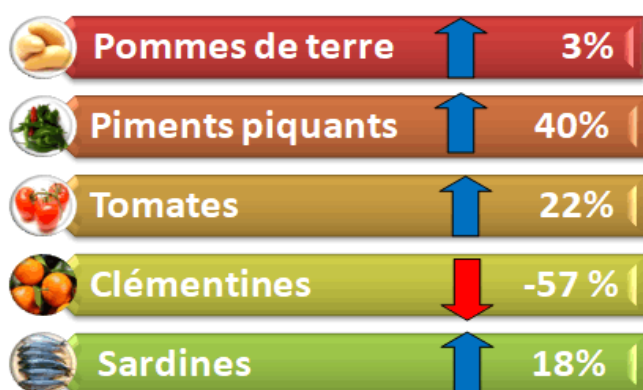 Pommes de terre 3%
Piments piquants 40%
Tomates 22%
Clémentines -57 %
Sardines 18%